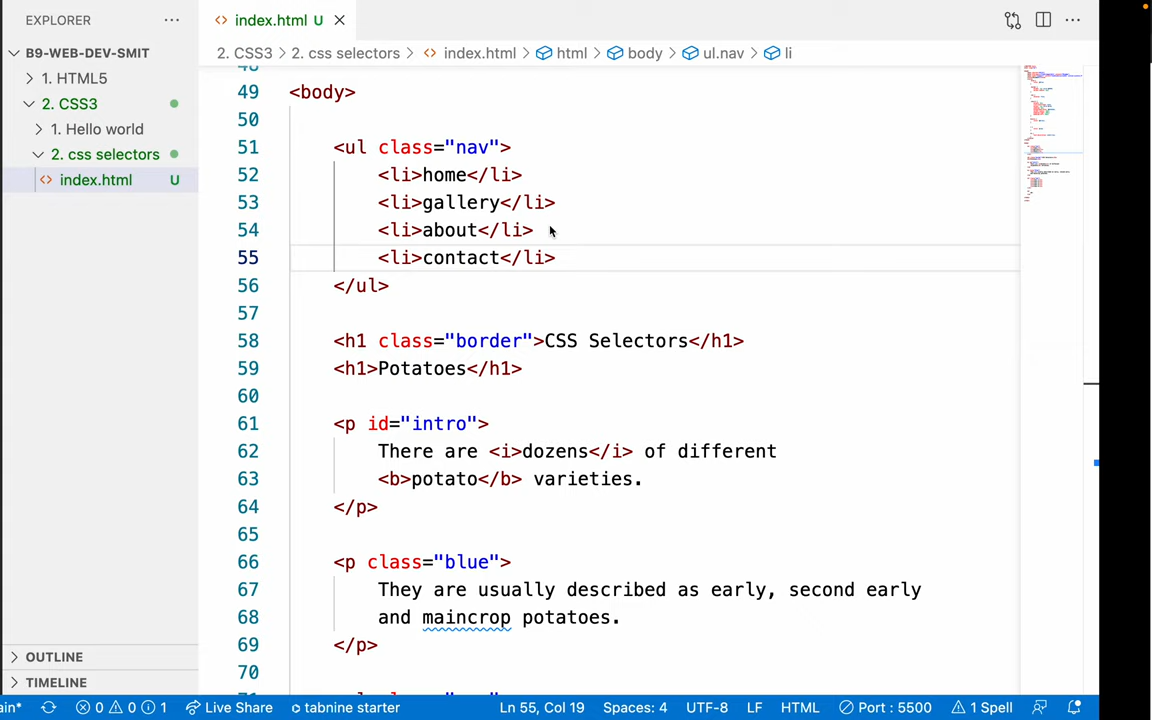 EXPLORER
index.html U
B9-WEB-DEV-SMIT
1. HTML5
2. CSS3
1. Hello world
2. css selectors
index.html U
2. CSS3 > 2. css selectors > index.html > html > body > ul.nav > li
49 <body>
50
51 <ul class="nav">
52 <li>home</li>
53 <li>gallery</li>
54 <li>about</li>
55 <li>contact</li>
56 </ul>
57
58 <h1 class="border">CSS Selectors</h1>
59 <h1>Potatoes</h1>
60
61 <p id="intro">
62 There are <i>dozens</i> of different
63 <b>potato</b> varieties.
64 </p>
65
66 <p class="blue">
67 They are usually described as early, second early
68 and maincrop potatoes.
69 </p>
70
OUTLINE
TIMELINE
ain* 0 0 1 Live Share tabnine starter Ln 55, Col 19 Spaces: 4 UTF-8 LF HTML Port : 5500 1 Spell